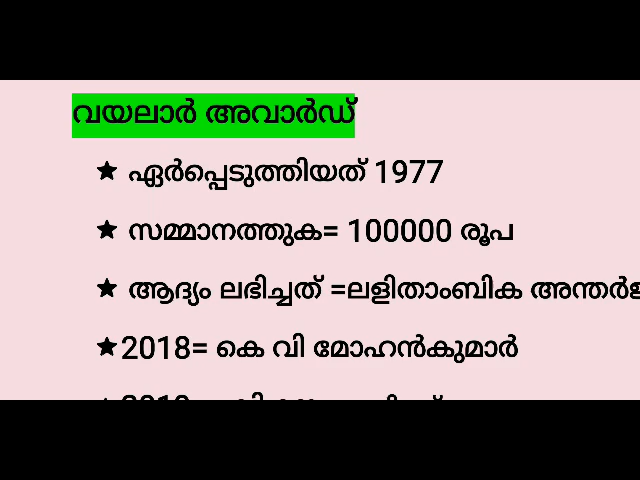 വയലാർ അവാർഡ്
★ ഏർപ്പെടുത്തിയത് 1977
★ സമ്മാനത്തുക= 100000 രൂപ
★ ആദ്യം ലഭിച്ചത് =ലളിതാംബിക
★2018= കെ വി മോഹൻകുമാർ